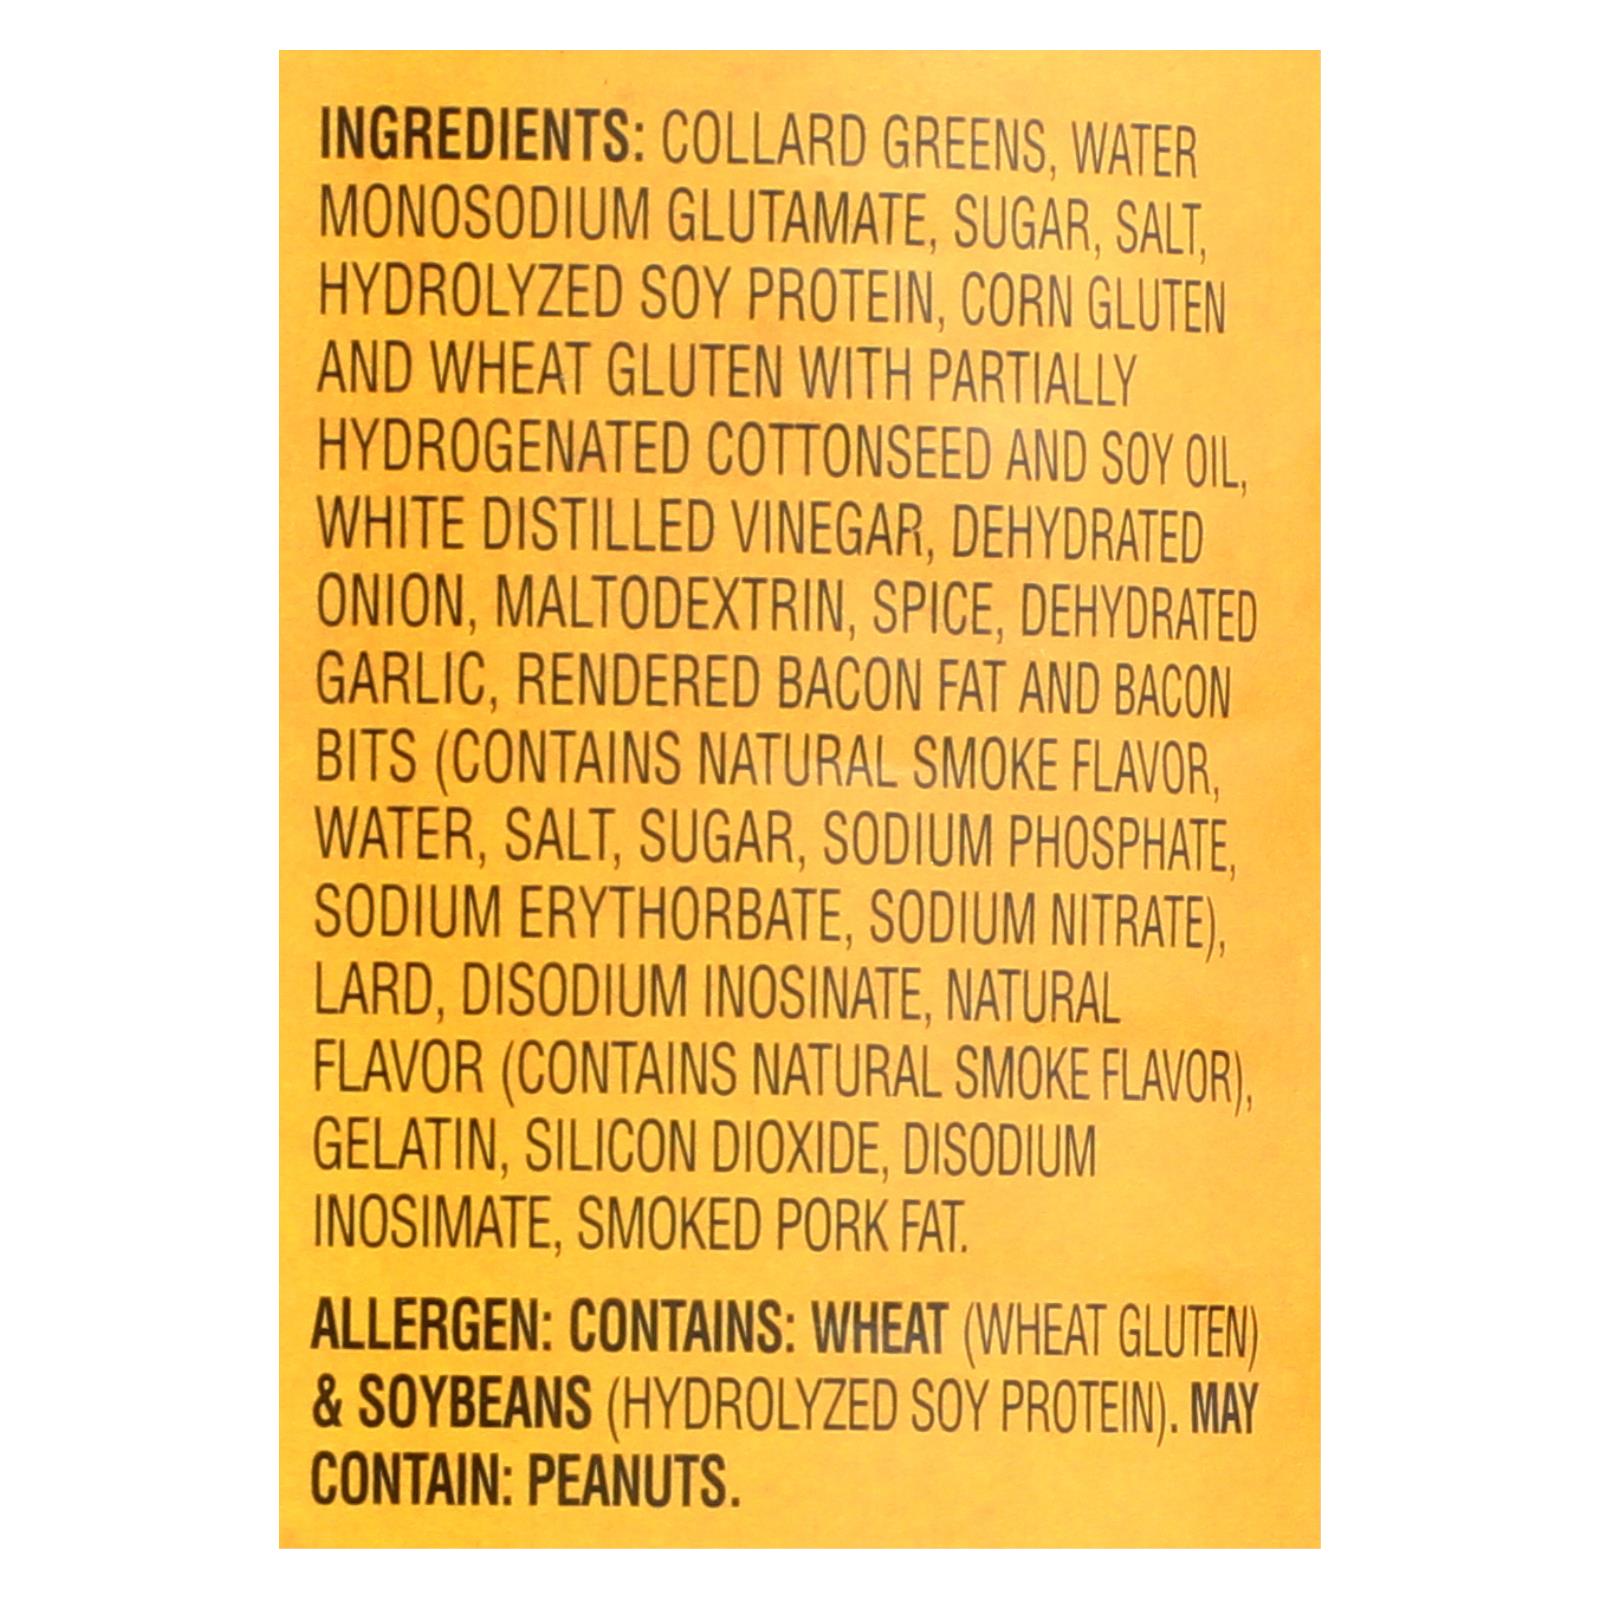 INGREDIENTS: COLLARD GREENS, WATER
MONOSODIUM GLUTAMATE, SUGAR, SALT,
HYDROLYZED SOY PROTEIN, CORN GLUTEN
AND WHEAT GLUTEN WITH PARTIALLY
HYDROGENATED COTTONSEED AND SOY OIL,
WHITE DISTILLED VINEGAR, DEHYDRATED
ONION, MALTODEXTRIN, SPICE, DEHYDRATED
GARLIC, RENDERED BACON FAT AND BACON
BITS (CONTAINS NATURAL SMOKE FLAVOR,
WATER, SALT, SUGAR, SODIUM PHOSPHATE,
SODIUM ERYTHORBATE, SODIUM NITRATE),
LARD, DISODIUM INOSINATE, NATURAL
FLAVOR (CONTAINS NATURAL SMOKE FLAVOR),
GELATIN, SILICON DIOXIDE, DISODIUM
INOSIMATE, SMOKED PORK FAT.
ALLERGEN: CONTAINS: WHEAT (WHEAT GLUTEN)
& SOYBEANS (HYDROLYZED SOY PROTEIN). MAY
CONTAIN: PEANUTS.